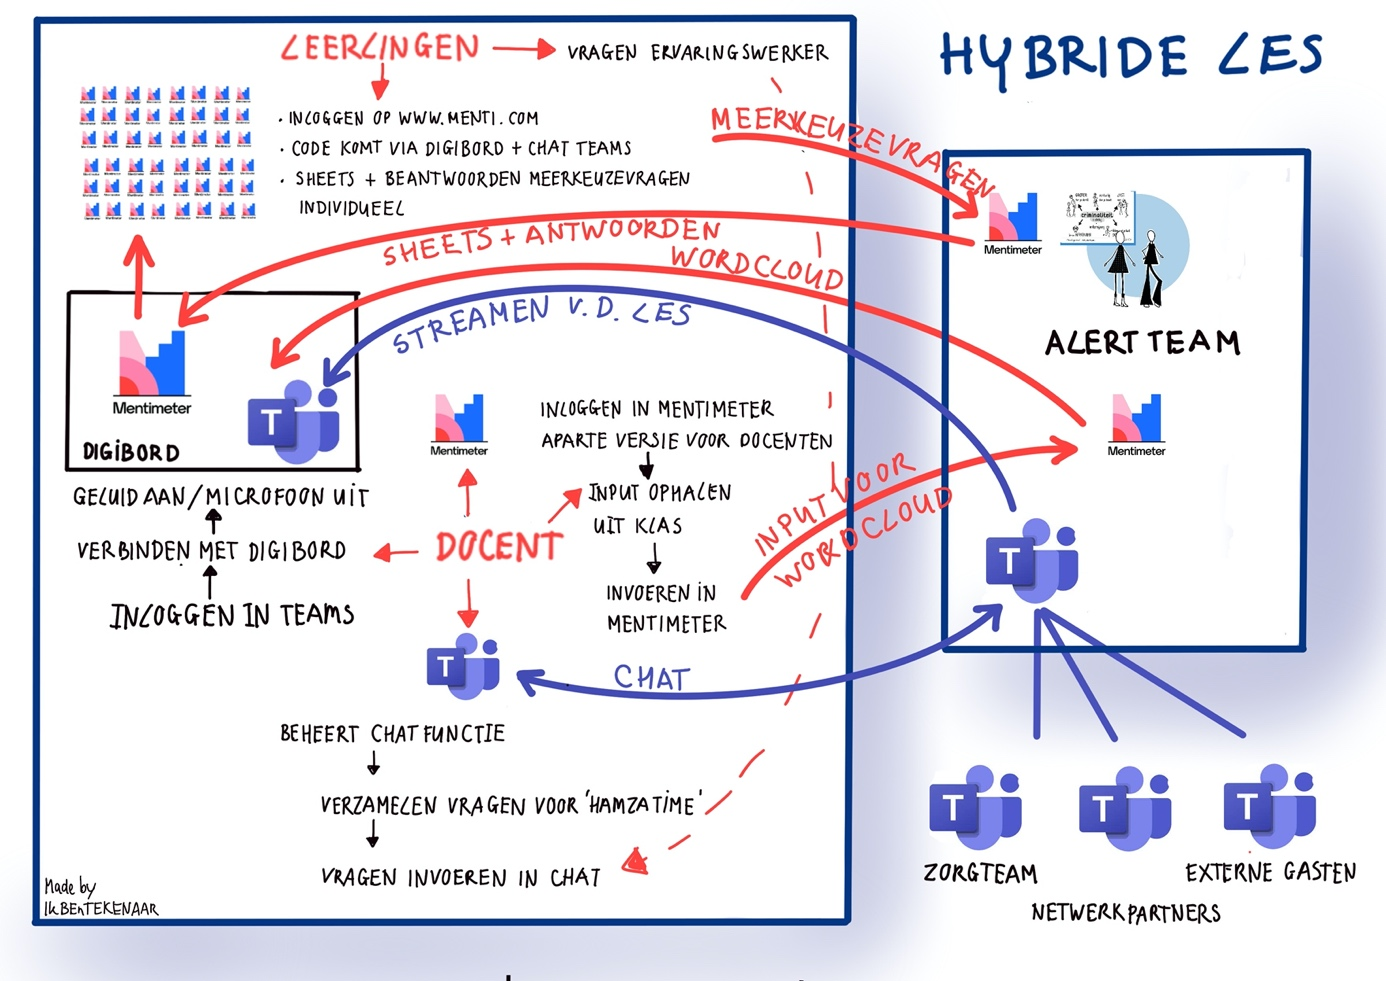 HYBRIDE LES
LEERLINGEN
VRAGEN ERVARINGSWERKER
• INLOGGEN OP WWW.MENTI.COM
• CODE KOMT VIA DIGIBORD + CHAT TEAMS
• SHEETS + BEANTWOORDEN MEERKEUZEVRAGEN
INDIVIDUEEL
MEERKEUZEVRAGEN
SHEETS + ANTWOORDEN
WORDCLOUD
STREAMEN V.D. LES
Mentimeter
DIGIBORD
T
GELUID AAN/MICROFOON UIT
VERBINDEN MET DIGIBORD
INLOGGEN IN TEAMS
Mentimeter
DOCENT
INLOGGEN IN MENTIMETER
APARTE VERSIE VOOR DOCENTEN
INPUT OPHALEN
UIT KLAS
INVOEREN IN
MENTIMETER
INPUT VOOR
WORDCLOUD
T
CHAT
BEHEERT CHATFUNCTIE
VERZAMELEN VRAGEN VOOR 'HAMZATIME'
VRAGEN INVOEREN IN CHAT
Made by
IKBENTEKENAAR
Mentimeter
criminaliteit
ALERT TEAM
Mentimeter
T
T
T
T
ZORGTEAM
NETWERKPARTNERS
EXTERNE GASTEN